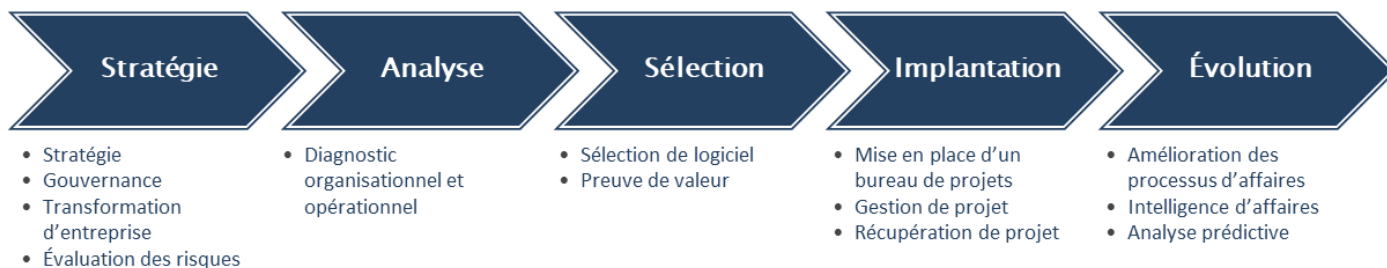 Stratégie
Analyse
Sélection
Implantation
Évolution
• Stratégie
• Gouvernance
• Transformation
d’entreprise
• Évaluation des risques
• Diagnostic
organisationnel et
opérationnel
• Sélection de logiciel
• Preuve de valeur
• Mise en place d’un
bureau de projets
• Gestion de projet
• Récupération de projet
• Amélioration des
processus d’affaires
• Intelligence d’affaires
• Analyse prédictive